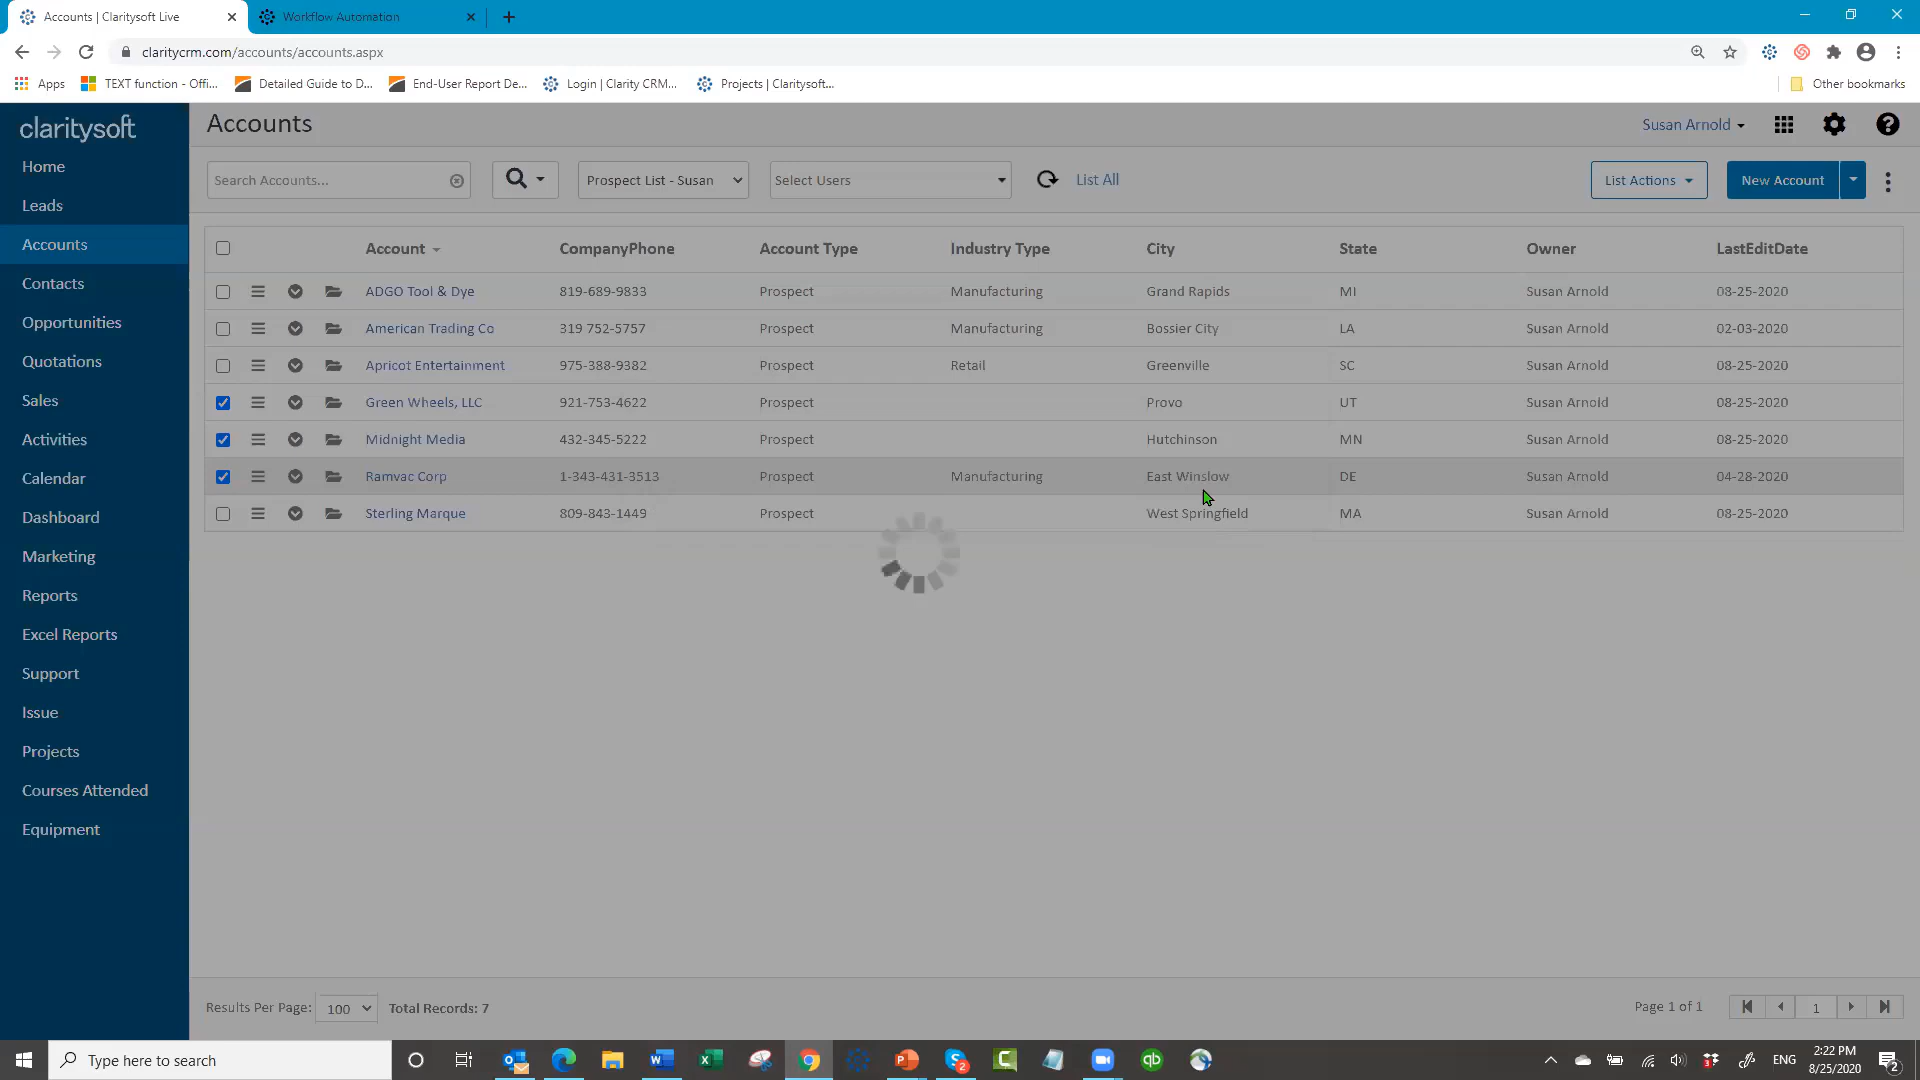 Accounts | Claritysoft Live
Workflow Automation
claritycrm.com/accounts/accounts.aspx
Apps
TEXT function - Offi...
Detailed Guide to D...
End-User Report De...
Login | Clarity CRM...
Projects | Claritysoft...
Other bookmarks
claritysoft
Accounts
Susan Arnold
Home
Leads
Accounts
Contacts
Opportunities
Quotations
Sales
Activities
Calendar
Dashboard
Marketing
Reports
Excel Reports
Support
Issue
Projects
Courses Attended
Equipment
Search Accounts...
Prospect List - Susan
Select Users
List All
List Actions
New Account
Account CompanyPhone Account Type Industry Type City State Owner LastEditDate
ADGO Tool & Dye 819-689-9833 Prospect Manufacturing Grand Rapids MI Susan Arnold 08-25-2020
American Trading Co 319 752-5757 Prospect Manufacturing Bossier City LA Susan Arnold 02-03-2020
Apricot Entertainment 975-388-9382 Prospect Retail Greenville SC Susan Arnold 08-25-2020
Green Wheels, LLC 921-753-4622 Prospect Provo UT Susan Arnold 08-25-2020
Midnight Media 432-345-5222 Prospect Hutchinson MN Susan Arnold 08-25-2020
Ramvac Corp 1-343-431-3513 Prospect Manufacturing East Winslow DE Susan Arnold 04-28-2020
Sterling Marque 809-843-1449 Prospect West Springfield MA Susan Arnold 08-25-2020
Results Per Page: 100 Total Records: 7
Page 1 of 1
1
Type here to search
ENG
2:22 PM
8/25/2020
2